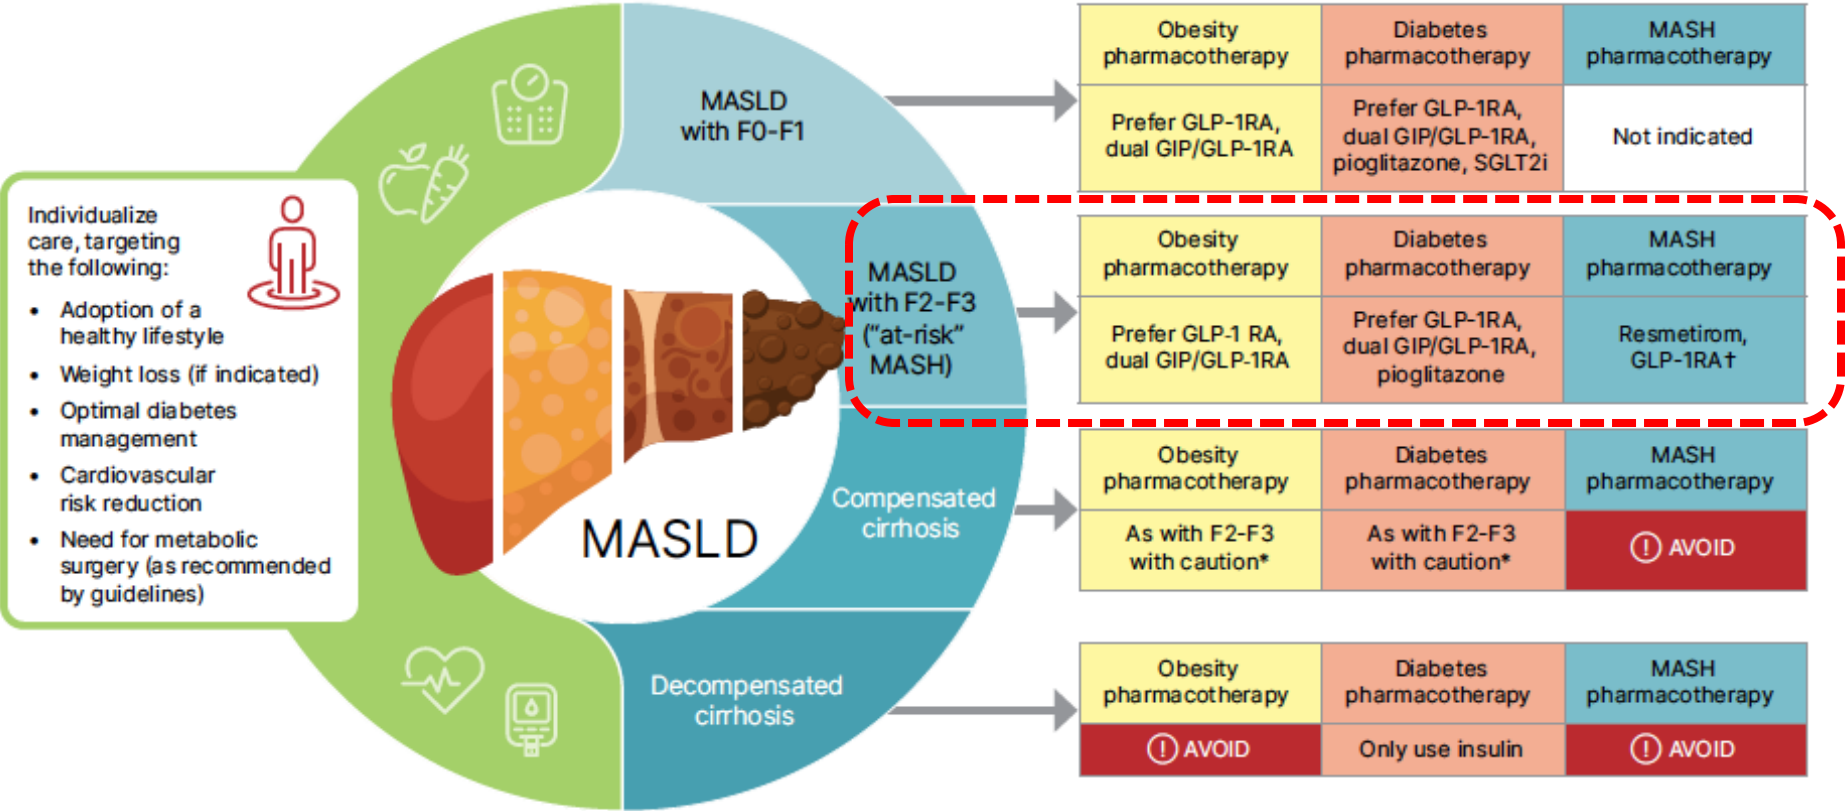 Individualize
care, targeting
the following:
• Adoption of a
healthy lifestyle
• Weight loss (if indicated)
• Optimal diabetes
management
• Cardiovascular
risk reduction
• Need for metabolic
surgery (as recommended
by guidelines)
MASLD
MASLD
with F0-F1
MASLD
with F2-F3
(“at-risk”
MASH)
Compensated
cirrhosis
Decompensated
cirrhosis
Obesity
pharmacotherapy
Diabetes
pharmacotherapy
MASH
pharmacotherapy
Prefer GLP-1RA,
dual GIP/GLP-1RA
Prefer GLP-1RA,
dual GIP/GLP-1RA,
pioglitazone, SGLT2i
Not indicated
Obesity
pharmacotherapy
Diabetes
pharmacotherapy
MASH
pharmacotherapy
Prefer GLP-1 RA,
dual GIP/GLP-1RA
Prefer GLP-1RA,
dual GIP/GLP-1RA,
pioglitazone
Resmetirom,
GLP-1RA†
Obesity
pharmacotherapy
Diabetes
pharmacotherapy
MASH
pharmacotherapy
As with F2-F3
with caution*
As with F2-F3
with caution*
! AVOID
Obesity
pharmacotherapy
Diabetes
pharmacotherapy
MASH
pharmacotherapy
! AVOID
Only use insulin
! AVOID